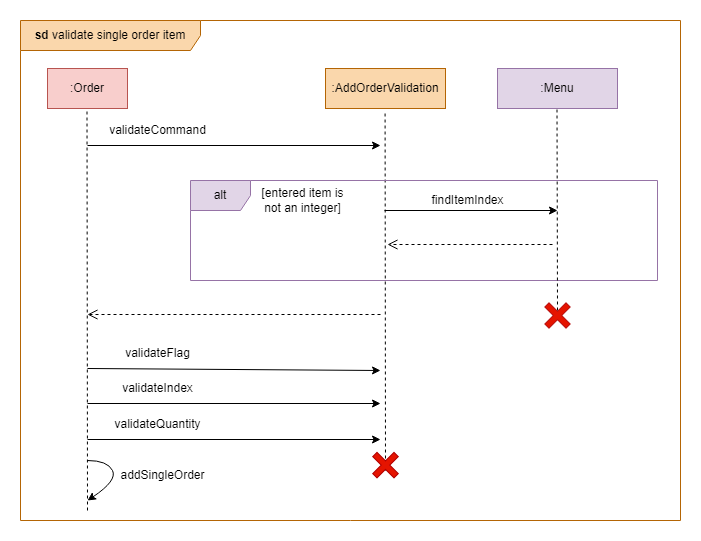 sd validate single order item
:Order
:AddOrderValidation
:Menu
validateCommand
alt
[entered item is
not an integer]
findItemIndex
validateFlag
validateIndex
validateQuantity
addSingleOrder